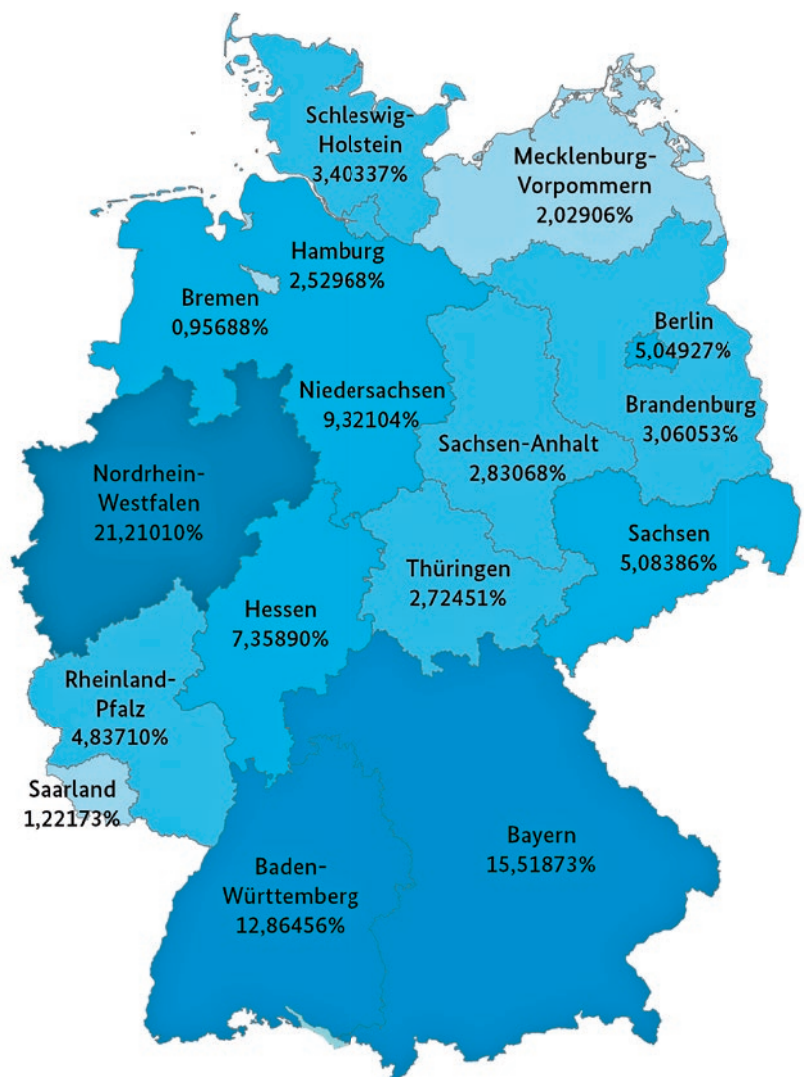 Schleswig-
Holstein
3,40337%
Mecklenburg-
Vorpommern
2,02906%
Hamburg
2,52968%
Bremen
0,95688%
Berlin
5,04927%
Niedersachsen
9,32104%
Brandenburg
3,06053%
Sachsen-Anhalt
2,83068%
Nordrhein-
Westfalen
21,21010%
Sachsen
5,08386%
Thüringen
2,72451%
Hessen
7,35890%
Rheinland-
Pfalz
4,83710%
Saarland
1,22173%
Bayern
15,51873%
Baden-
Württemberg
12,86456%